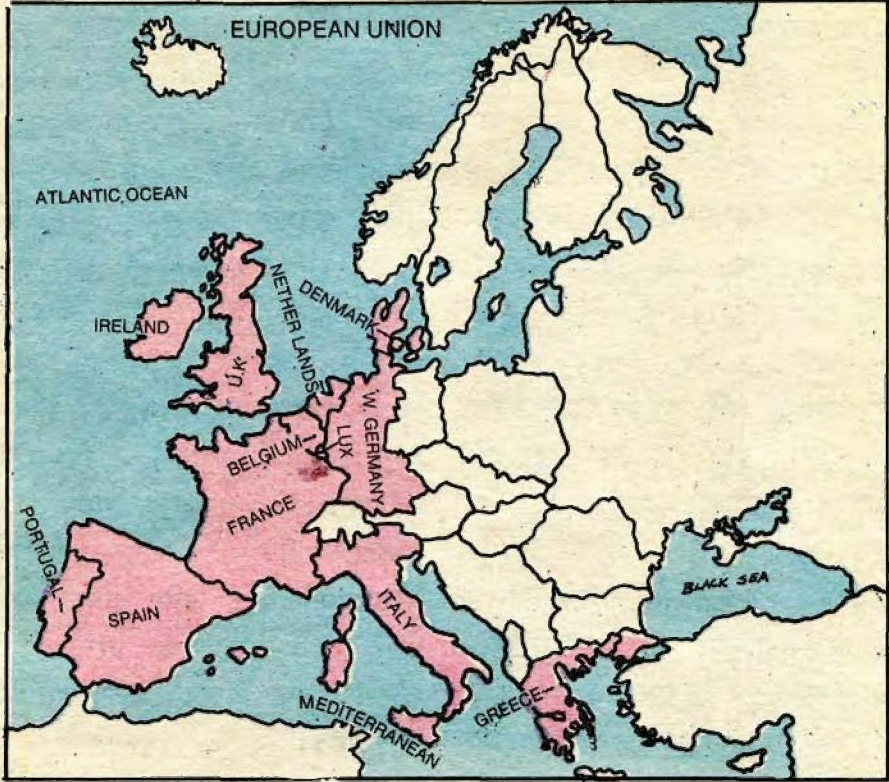 EUROPEAN UNION
ATLANTIC OCEAN
IRELAND
U.K.
NETHER LANDS
DENMARK
BELGIUM
LUX
W. GERMANY
FRANCE
PORTUGAL
SPAIN
ITALY
MEDITERRANEAN
GREECE
BLACK SEA